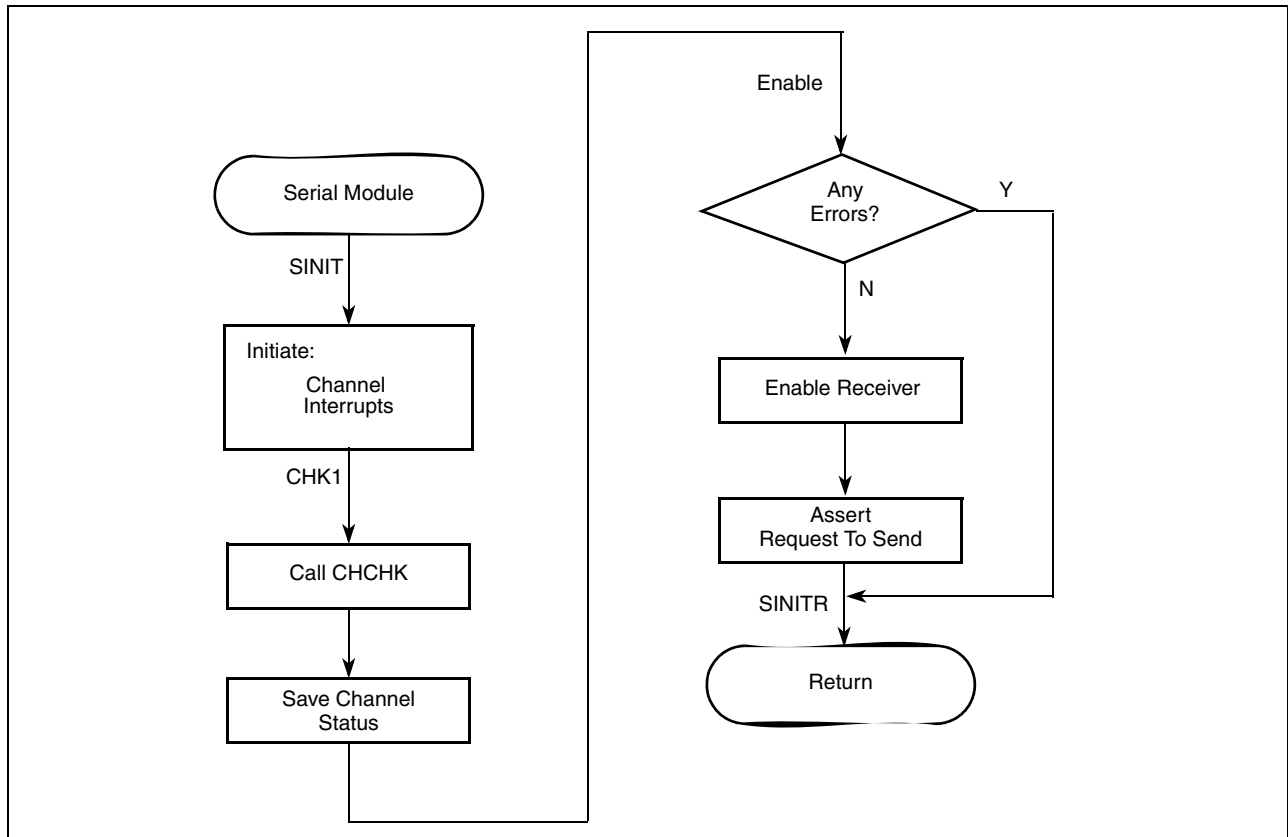 Serial Module
SINIT
Initiate:
Channel
Interrupts
CHK1
Call CHCHK
Save Channel
Status
Enable
Any
Errors?
Y
N
Enable Receiver
Assert
Request To Send
SINITR
Return